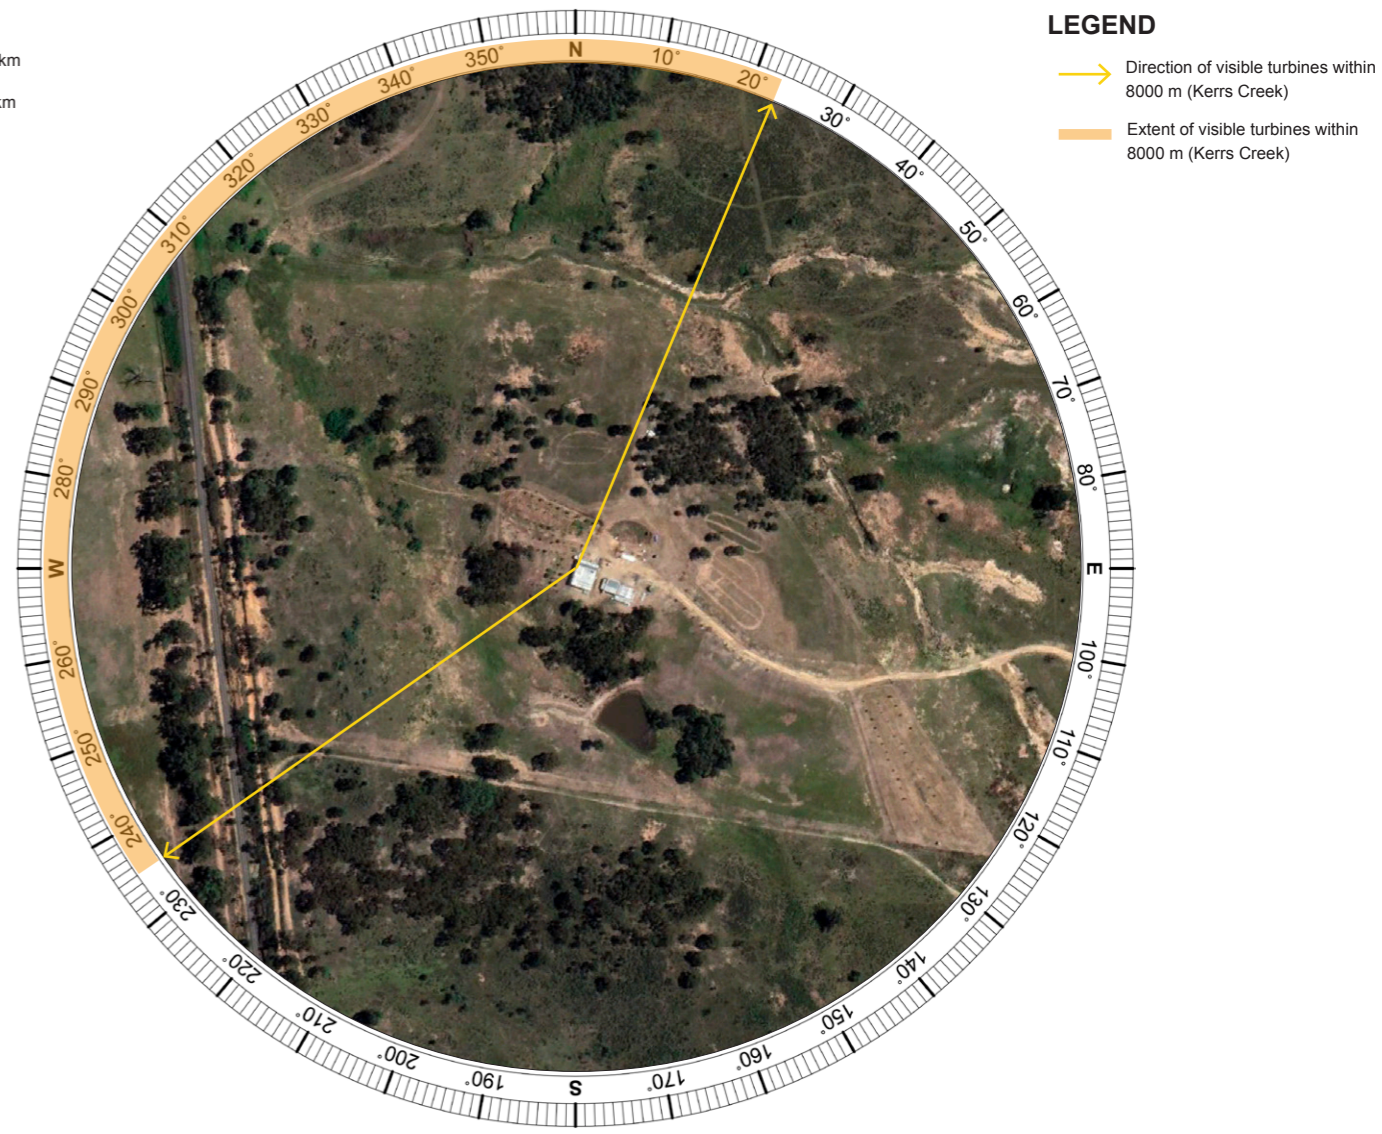 km
km
LEGEND
Direction of visible turbines within
8000 m (Kerrs Creek)
Extent of visible turbines within
8000 m (Kerrs Creek)
N
10°
20°
30°
40°
50°
60°
70°
80°
E
100°
110°
120°
130°
140°
150°
160°
170°
S
190°
200°
210°
220°
230°
240°
250°
260°
W
280°
290°
300°
310°
320°
330°
340°
350°